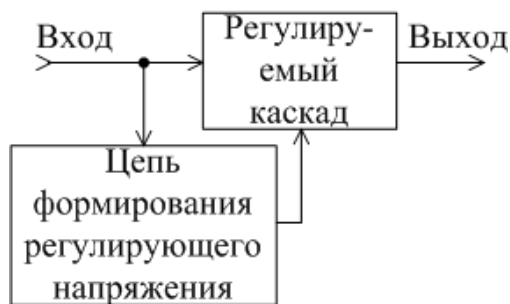 Вход
Регулиру-
емый
каскад
Выход
Цепь
формирования
регулирующего
напряжения